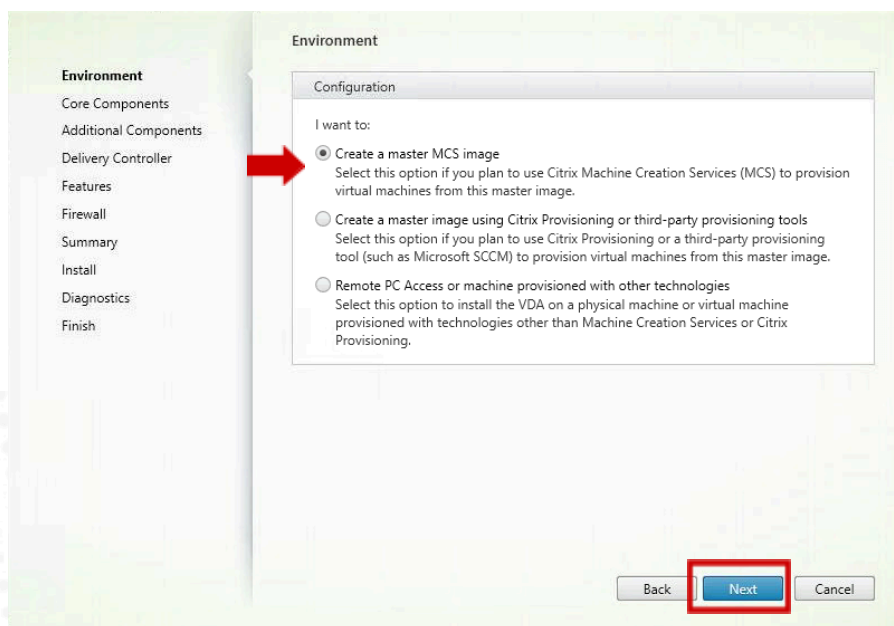 Environment
Environment
Core Components
Additional Components
Delivery Controller
Features
Firewall
Summary
Install
Diagnostics
Finish
Configuration
I want to:
Create a master MCS image
Select this option if you plan to use Citrix Machine Creation Services (MCS) to provision
virtual machines from this master image.
Create a master image using Citrix Provisioning or third-party provisioning tools
Select this option if you plan to use Citrix Provisioning or a third-party provisioning
tool (such as Microsoft SCCM) to provision virtual machines from this master image.
Remote PC Access or machine provisioned with other technologies
Select this option to install the VDA on a physical machine or virtual machine
provisioned with technologies other than Machine Creation Services or Citrix
Provisioning.
Back Next Cancel